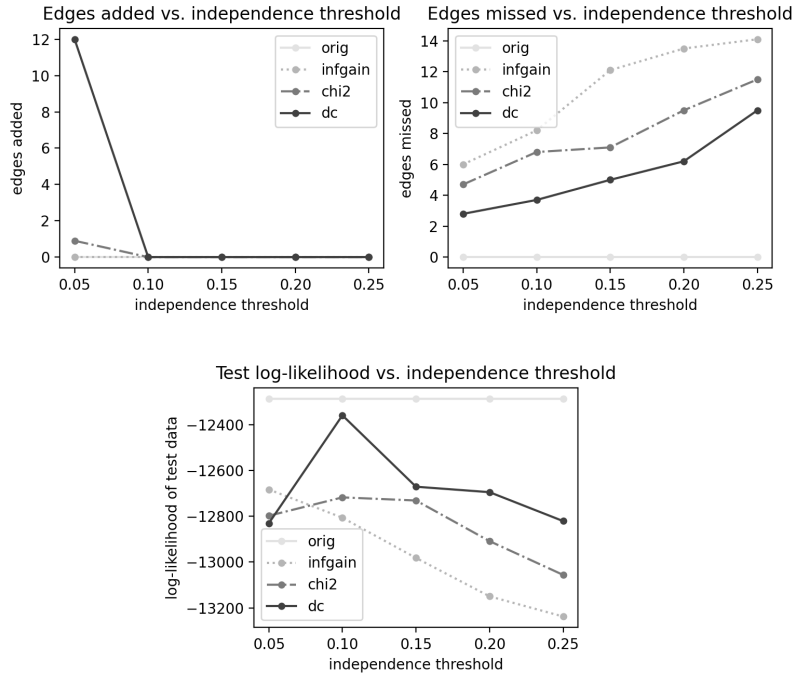 Edges added vs. independence threshold
12
10
8
6
4
2
0
edges added
orig
infgain
chi2
dc
0.05 0.10 0.15 0.20 0.25
independence threshold
Edges missed vs. independence threshold
14
12
10
8
6
4
2
0
edges missed
orig
infgain
chi2
dc
0.05 0.10 0.15 0.20 0.25
independence threshold
Test log-likelihood vs. independence threshold
−12400
−12600
−12800
−13000
−13200
log-likelihood of test data
orig
infgain
chi2
dc
0.05 0.10 0.15 0.20 0.25
independence threshold